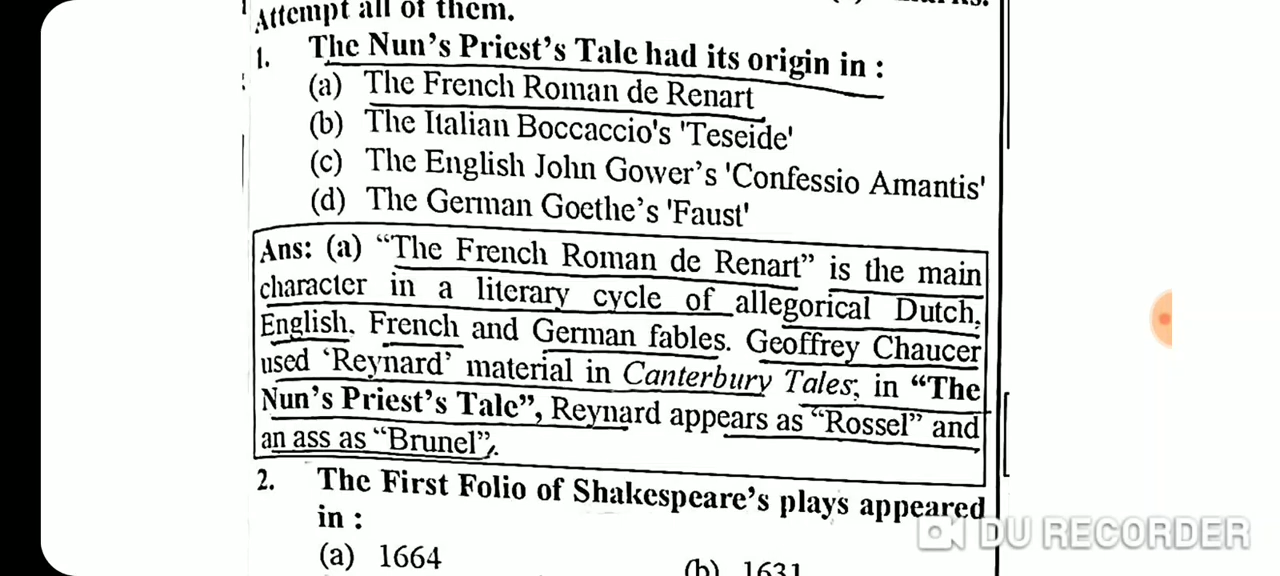 Attempt all of them.
1. The Nun's Priest's Tale had its origin in :
(a) The French Roman de Renart
(b) The Italian Boccaccio's 'Teseide'
(c) The English John Gower's 'Confessio Amantis'
(d) The German Goethe's 'Faust'
Ans: (a) “The French Roman de Renart” is the main
character in a literary cycle of allegorical Dutch,
English, French and German fables. Geoffrey Chaucer
used ‘Reynard’ material in Canterbury Tales; in “The
Nun's Priest's Tale”, Reynard appears as “Rossel” and
an ass as “Brunel”.
2. The First Folio of Shakespeare's plays appeared
in :
(a) 1664 (b) 1631
DU RECORDER